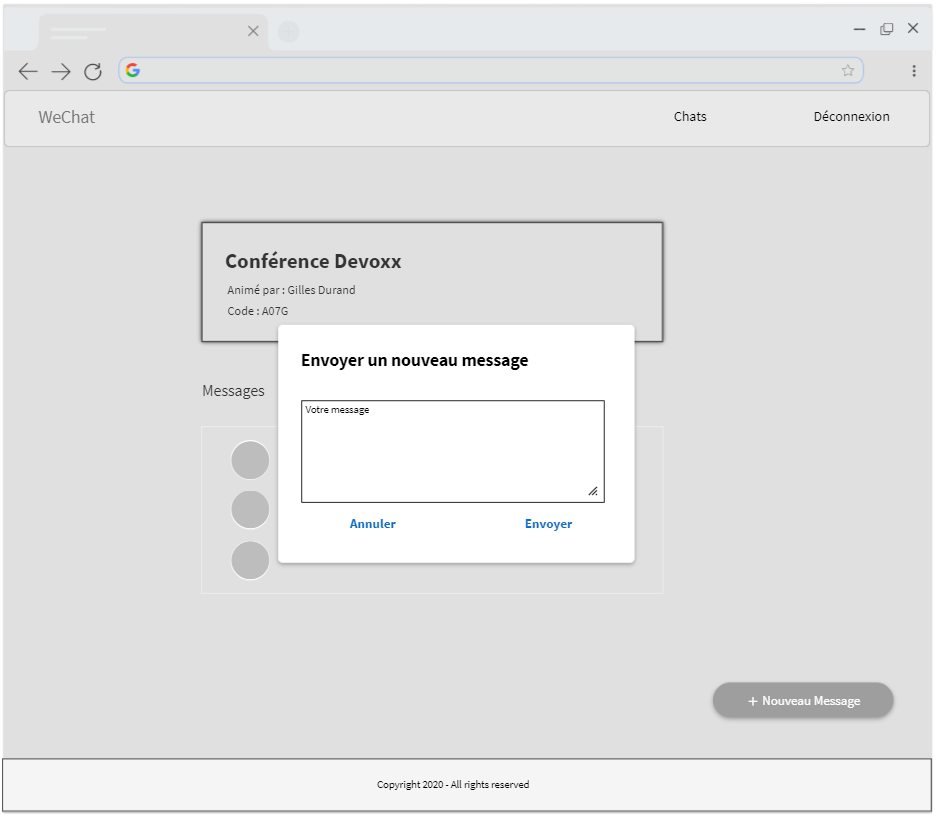 WeChat
Chats
Déconnexion
Conférence Devoxx
Animé par : Gilles Durand
Code : A07G
Envoyer un nouveau message
Messages
Votre message
Annuler
Envoyer
+ Nouveau Message
Copyright 2020 - All rights reserved